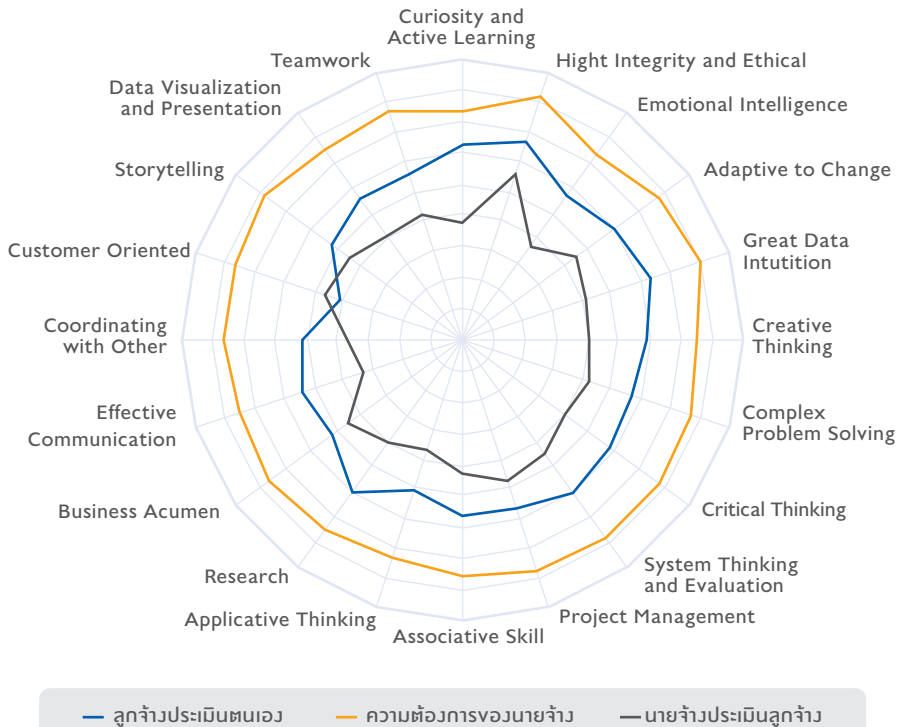 Curiosity and
Active Learning
Hight Integrity and Ethical
Emotional Intelligence
Adaptive to Change
Great Data
Intutition
Creative
Thinking
Complex
Problem Solving
Critical Thinking
System Thinking
and Evaluation
Project Management
Associative Skill
Applicative Thinking
Research
Business Acumen
Effective
Communication
Coordinating
with Other
Customer Oriented
Storytelling
Data Visualization
and Presentation
Teamwork
ลูกจ้างประเมินตนเอง
ความต้องการของนายจ้าง
นายจ้างประเมินลูกจ้าง